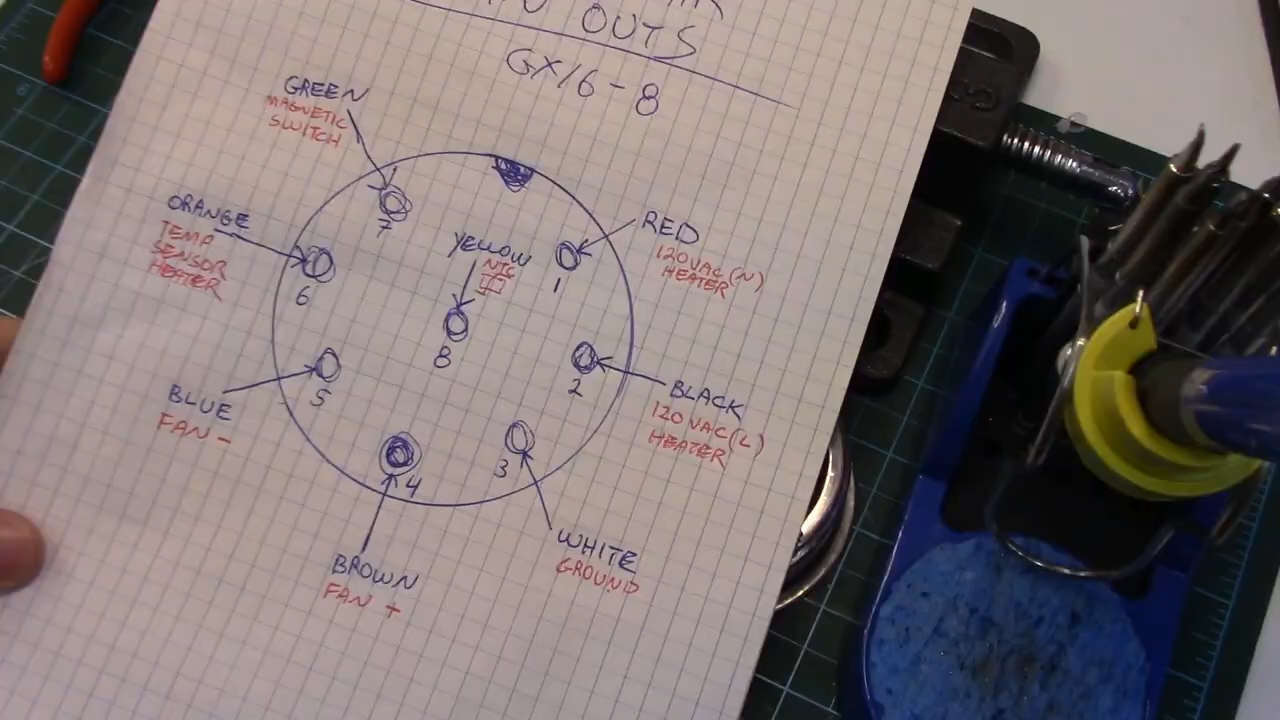 OUTS
GX16-8
GREEN
MAGNETIC
SWITCH
7
ORANGE
TEMP
SENSOR
HEATER
6
YELLOW
NTC
8
RED
120VAC (N)
HEATER
1
BLACK
120VAC (L)
HEATER
2
BLUE
FAN -
5
3
4
WHITE
GROUND
BROWN
FAN +